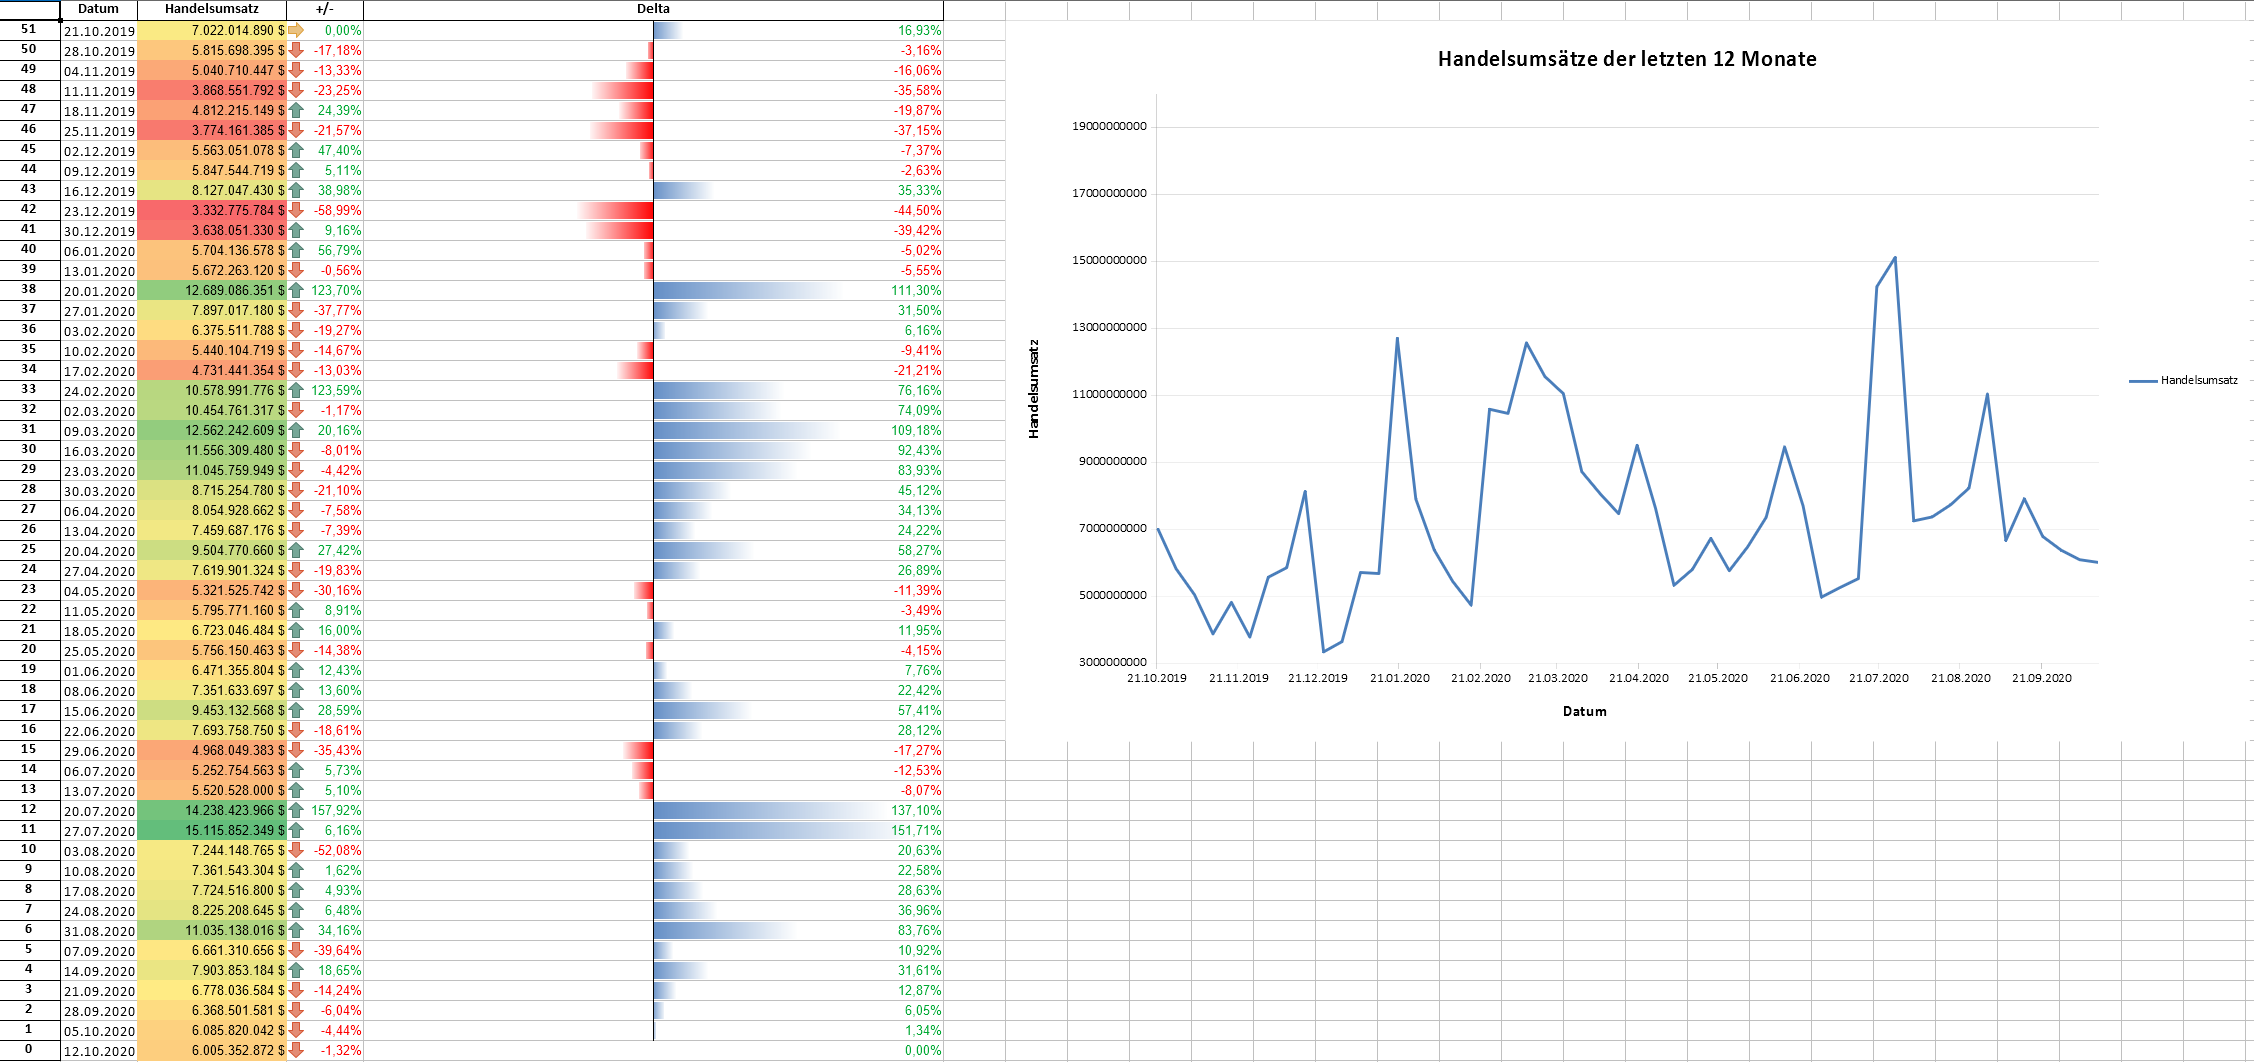 Datum Handelsumsatz +/- Delta
51 21.10.2019 7.022.014.890 $ 0,00% 16,93%
50 28.10.2019 5.815.698.395 $ -17,18% -3,16%
49 04.11.2019 5.040.710.447 $ -13,33% -16,06%
48 11.11.2019 3.868.551.792 $ -23,25% -35,58%
47 18.11.2019 4.812.215.149 $ 24,39% -19,87%
46 25.11.2019 3.774.161.385 $ -21,57% -37,15%
45 02.12.2019 5.563.051.078 $ 47,40% -7,37%
44 09.12.2019 5.847.544.719 $ 5,11% -2,63%
43 16.12.2019 8.127.047.430 $ 38,98% 35,33%
42 23.12.2019 3.332.775.784 $ -58,99% -44,50%
41 30.12.2019 3.638.051.330 $ 9,16% -39,42%
40 06.01.2020 5.704.136.578 $ 56,79% -5,02%
39 13.01.2020 5.672.263.120 $ -0,56% -5,55%
38 20.01.2020 12.689.086.351 $ 123,70% 111,30%
37 27.01.2020 7.897.017.180 $ -37,77% 31,50%
36 03.02.2020 6.375.511.788 $ -19,27% 6,16%
35 10.02.2020 5.440.104.719 $ -14,67% -9,41%
34 17.02.2020 4.731.441.354 $ -13,03% -21,21%
33 24.02.2020 10.578.991.776 $ 123,59% 76,16%
32 02.03.2020 10.454.761.317 $ -1,17% 74,09%
31 09.03.2020 12.562.242.609 $ 20,16% 109,18%
30 16.03.2020 11.556.309.480 $ -8,01% 92,43%
29 23.03.2020 11.045.759.949 $ -4,42% 83,93%
28 30.03.2020 8.715.254.780 $ -21,10% 45,12%
27 06.04.2020 8.054.928.662 $ -7,58% 34,13%
26 13.04.2020 7.459.687.176 $ -7,39% 24,22%
25 20.04.2020 9.504.770.660 $ 27,42% 58,27%
24 27.04.2020 7.619.901.324 $ -19,83% 26,89%
23 04.05.2020 5.321.525.742 $ -30,16% -11,39%
22 11.05.2020 5.795.771.160 $ 8,91% -3,49%
21 18.05.2020 6.723.046.484 $ 16,00% 11,95%
20 25.05.2020 5.756.150.463 $ -14,38% -4,15%
19 01.06.2020 6.471.355.804 $ 12,43% 7,76%
18 08.06.2020 7.351.633.697 $ 13,60% 22,42%
17 15.06.2020 9.453.132.568 $ 28,59% 57,41%
16 22.06.2020 7.693.758.750 $ -18,61% 28,12%
15 29.06.2020 4.968.049.383 $ -35,43% -17,27%
14 06.07.2020 5.252.754.563 $ 5,73% -12,53%
13 13.07.2020 5.520.528.000 $ 5,10% -8,07%
12 20.07.2020 14.238.423.966 $ 157,92% 137,10%
11 27.07.2020 15.115.852.349 $ 6,16% 151,71%
10 03.08.2020 7.244.148.765 $ -52,08% 20,63%
9 10.08.2020 7.361.543.304 $ 1,62% 22,58%
8 17.08.2020 7.724.516.800 $ 4,93% 28,63%
7 24.08.2020 8.225.208.645 $ 6,48% 36,96%
6 31.08.2020 11.035.138.016 $ 34,16% 83,76%
5 07.09.2020 6.661.310.656 $ -39,64% 10,92%
4 14.09.2020 7.903.853.184 $ 18,65% 31,61%
3 21.09.2020 6.778.036.584 $ -14,24% 12,87%
2 28.09.2020 6.368.501.581 $ -6,04% 6,05%
1 05.10.2020 6.085.820.042 $ -4,44% 1,34%
0 12.10.2020 6.005.352.872 $ -1,32% 0,00%
Handelsumsätze der letzten 12 Monate
19000000000
17000000000
15000000000
13000000000
11000000000
9000000000
7000000000
5000000000
3000000000
Handelsumsatz
21.10.2019 21.11.2019 21.12.2019 21.01.2020 21.02.2020 21.03.2020 21.04.2020 21.05.2020 21.06.2020 21.07.2020 21.08.2020 21.09.2020
Datum
Handelsumsatz